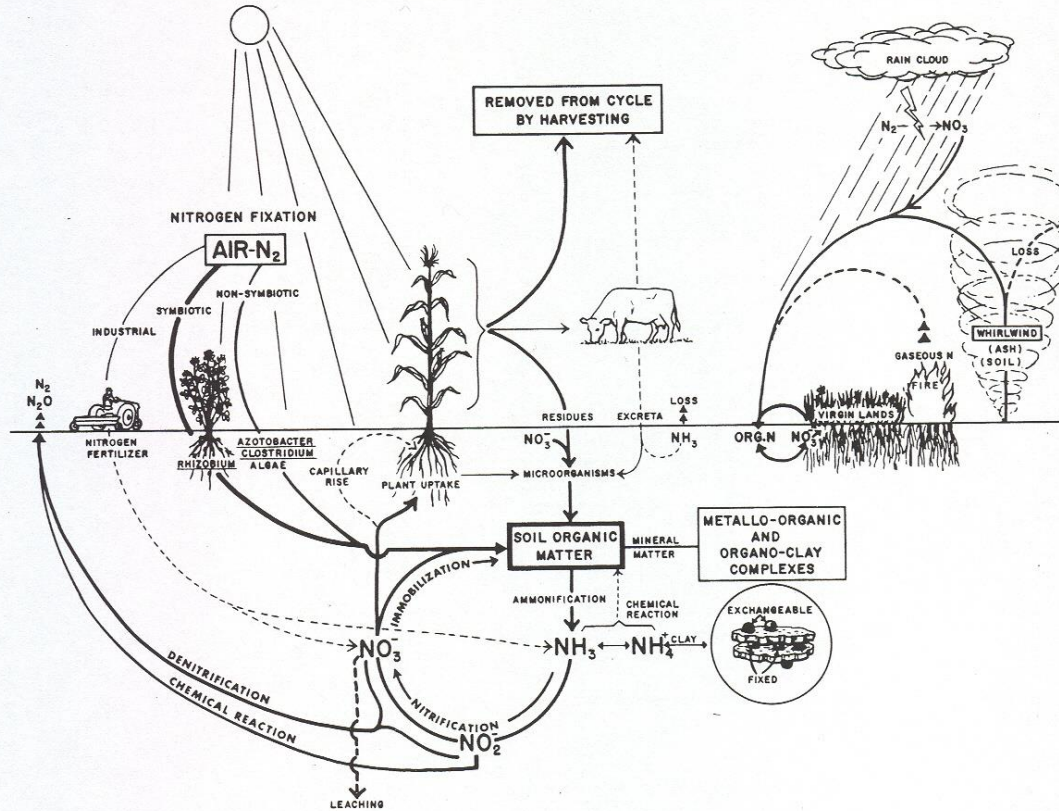 RAIN CLOUD
N₂ → NO₃
REMOVED FROM CYCLE
BY HARVESTING
NITROGEN FIXATION
AIR-N₂
NON-SYMBIOTIC
SYMBIOTIC
INDUSTRIAL
LOSS
WHIRLWIND
(ASH)
(SOIL)
GASEOUS N
FIRE
VIRGIN LANDS
N₂
N₂O
NITROGEN
FERTILIZER
RHIZOBIUM
AZOTOBACTER
CLOSTRIDIUM
ALGAE
CAPILLARY
RISE
PLANT UPTAKE
RESIDUES
NO₃⁻
EXCRETA
LOSS
NH₃
ORG.N
NO₃⁻
MICROORGANISMS
SOIL ORGANIC
MATTER
MINERAL
MATTER
METALLO-ORGANIC
AND
ORGANO-CLAY
COMPLEXES
IMMOBILIZATION
AMMONIFICATION
CHEMICAL
REACTION
NO₃⁻
NH₃
NH₄⁺
CLAY
EXCHANGEABLE
FIXED
DENITRIFICATION
CHEMICAL REACTION
NITRIFICATION
NO₂⁻
LEACHING